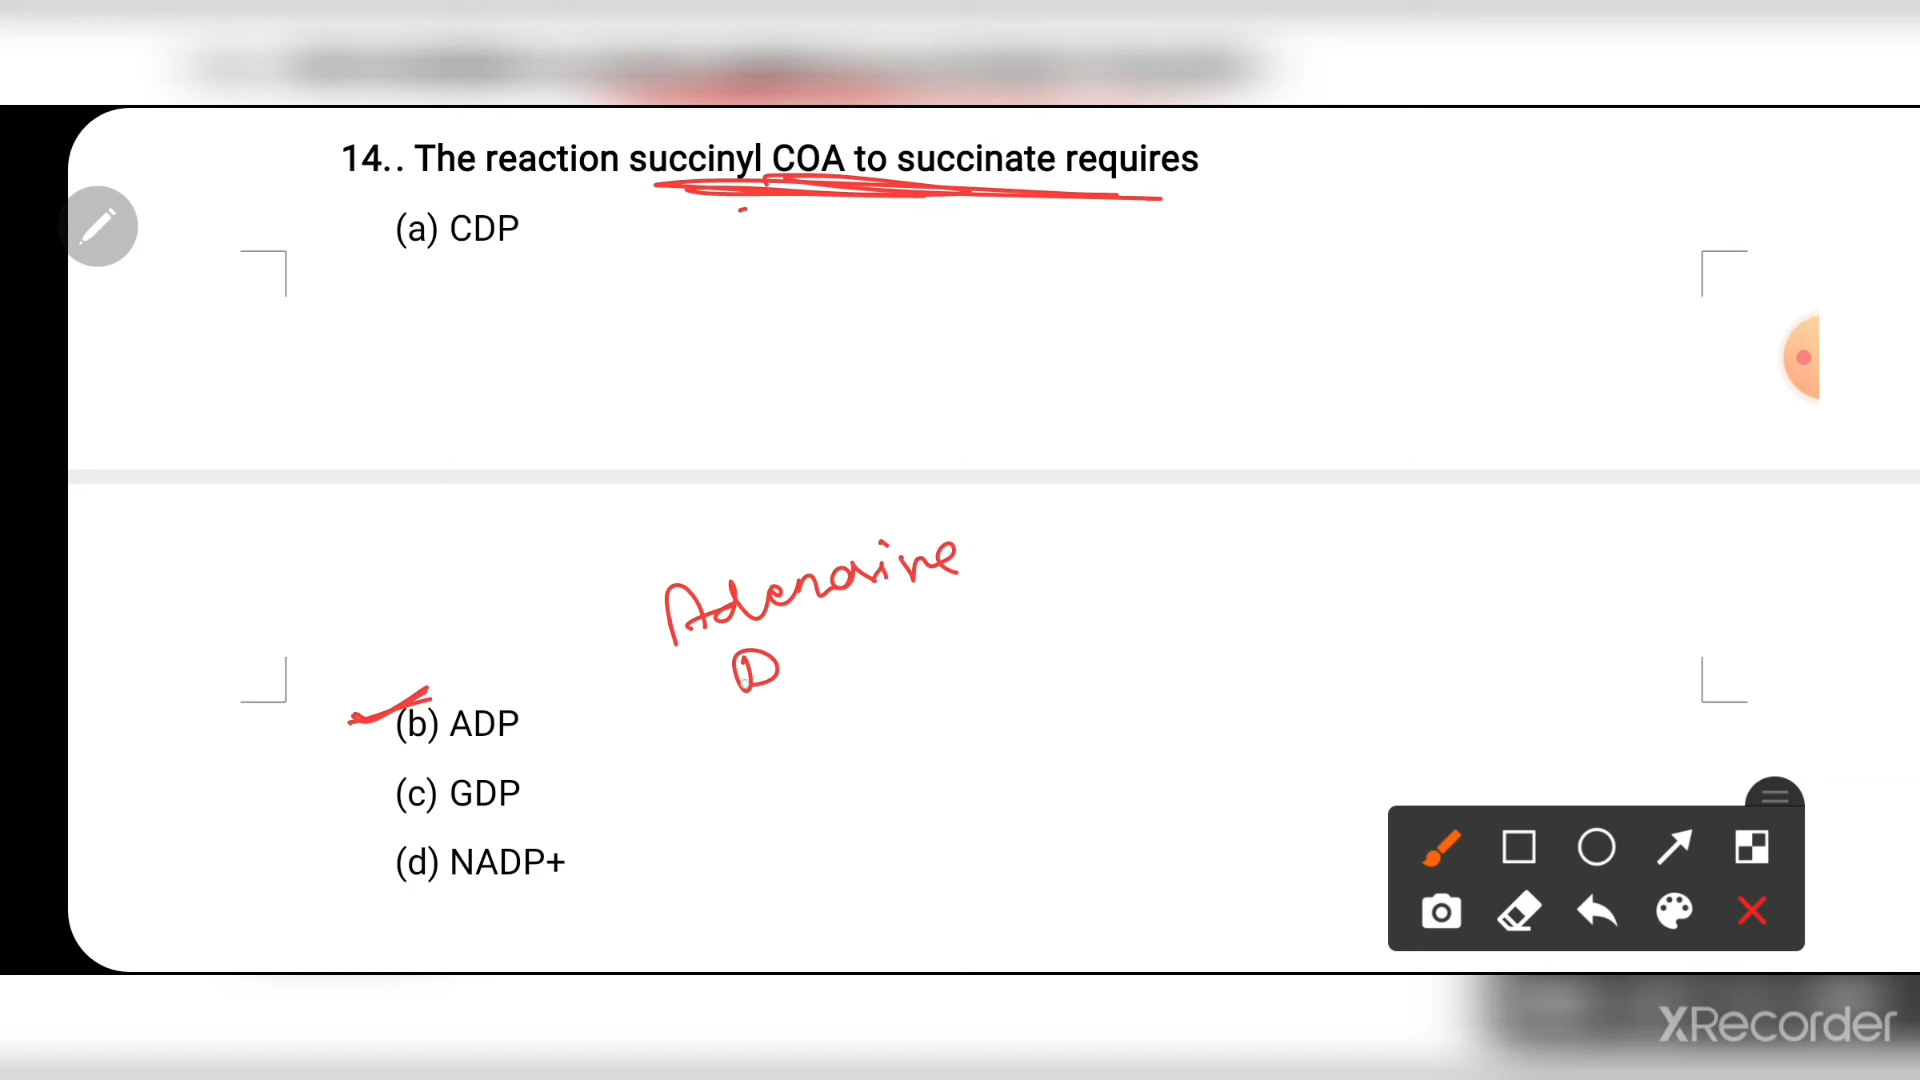 14.. The reaction succinyl COA to succinate requires
(a) CDP
Adenosine
D
(b) ADP
(c) GDP
(d) NADP+
XRecorder